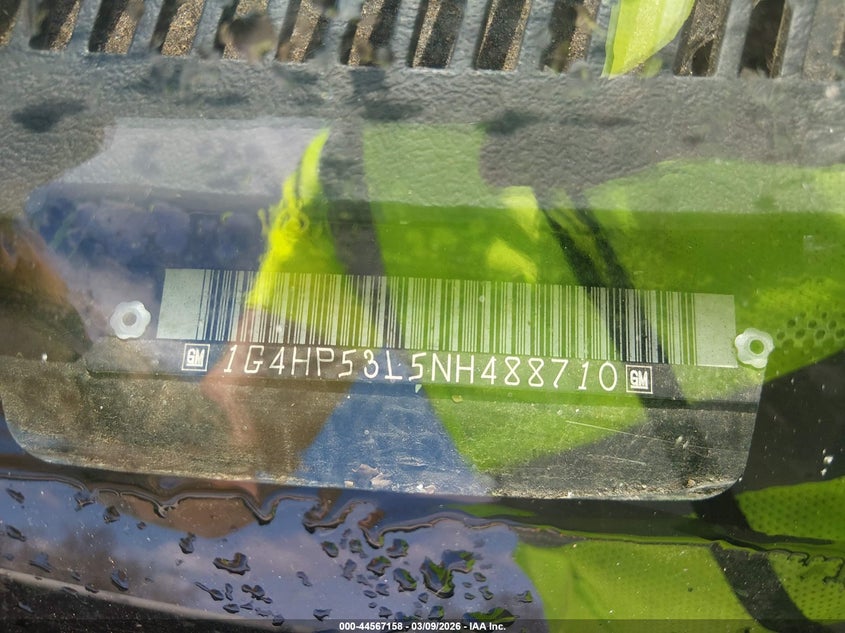 GM 1G4HP53L5NH488710 GM
000-44567158 - 03/09/2026 - IAA Inc.